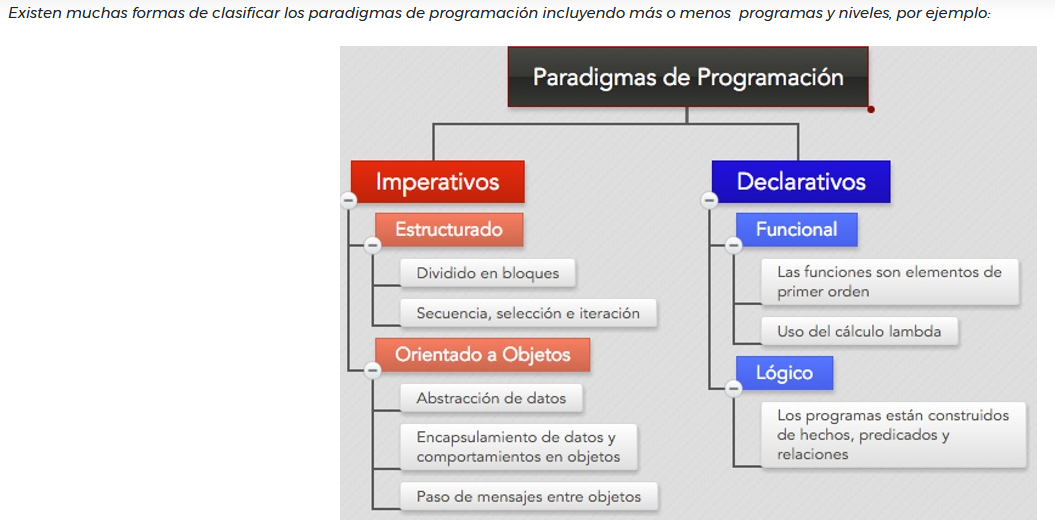 Existen muchas formas de clasificar los paradigmas de programación incluyendo más o menos programas y niveles, por ejemplo:
Paradigmas de Programación
Imperativos
Estructurado
Dividido en bloques
Secuencia, selección e iteración
Orientado a Objetos
Abstracción de datos
Encapsulamiento de datos y
comportamientos en objetos
Paso de mensajes entre objetos
Declarativos
Funcional
Las funciones son elementos de
primer orden
Uso del cálculo lambda
Lógico
Los programas están construidos
de hechos, predicados y
relaciones